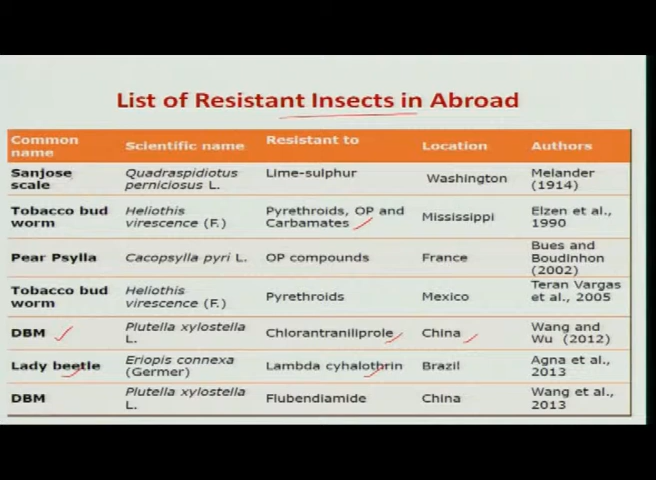 List of Resistant Insects in Abroad
Common name | Scientific name | Resistant to | Location | Authors
Sanjose scale | Quadraspidiotus perniciosus L. | Lime-sulphur | Washington | Melander (1914)
Tobacco bud worm | Heliothis virescence (F.) | Pyrethroids, OP and Carbamates | Mississippi | Elzen et al., 1990
Pear Psylla | Cacopsylla pyri L. | OP compounds | France | Bues and Boudinhon (2002)
Tobacco bud worm | Heliothis virescence (F.) | Pyrethroids | Mexico | Teran Vargas et al., 2005
DBM | Plutella xylostella L. | Chlorantraniliprole | China | Wang and Wu (2012)
Lady beetle | Eriopis connexa (Germer) | Lambda cyhalothrin | Brazil | Agna et al., 2013
DBM | Plutella xylostella L. | Flubendiamide | China | Wang et al., 2013